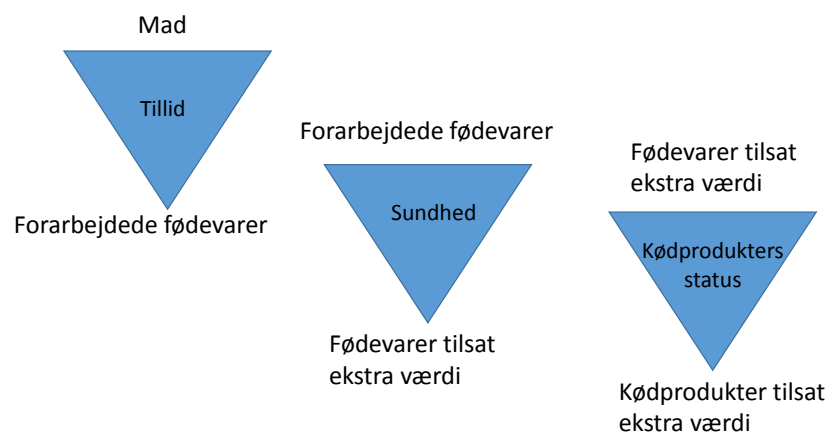 Mad
Tillid
Forarbejdede fødevarer
Forarbejdede fødevarer
Sundhed
Fødevarer tilsat
ekstra værdi
Fødevarer tilsat
ekstra værdi
Kødprodukters
status
Kødprodukter tilsat
ekstra værdi